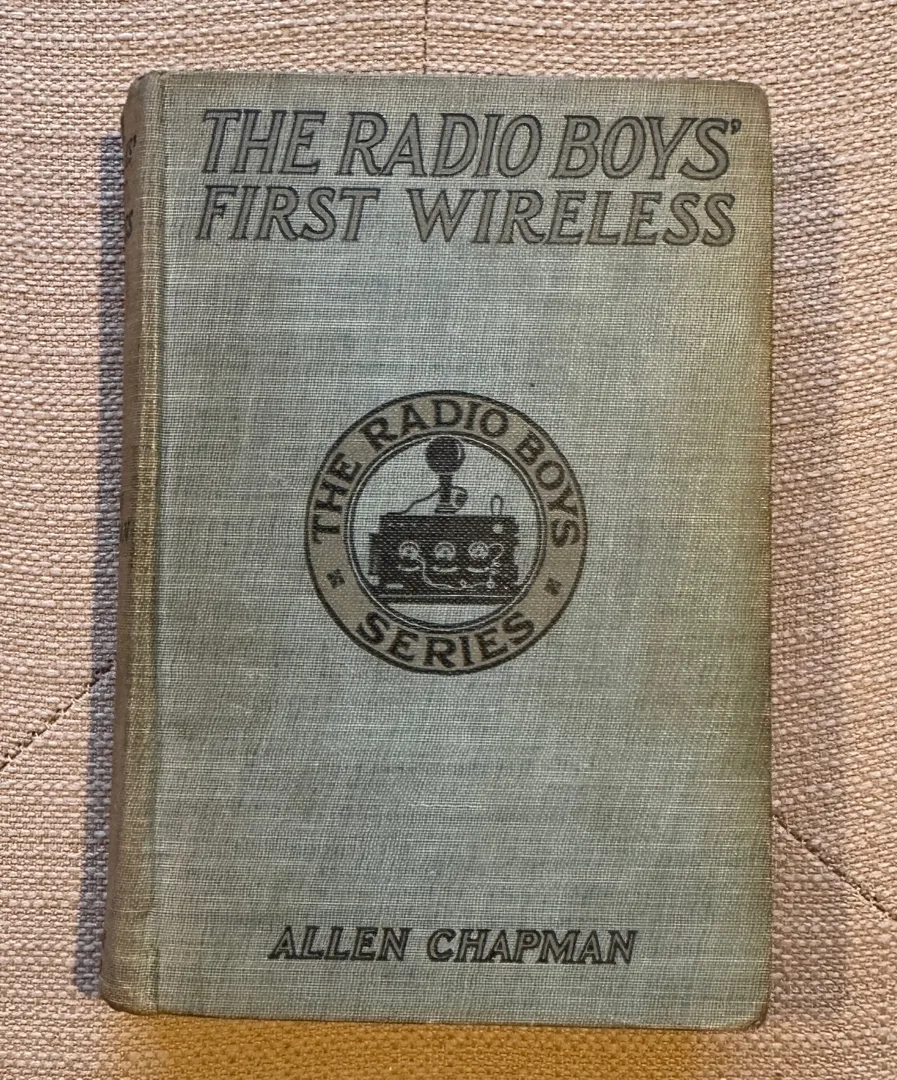 THE RADIO BOYS'
FIRST WIRELESS
THE RADIO BOYS
SERIES
ALLEN CHAPMAN